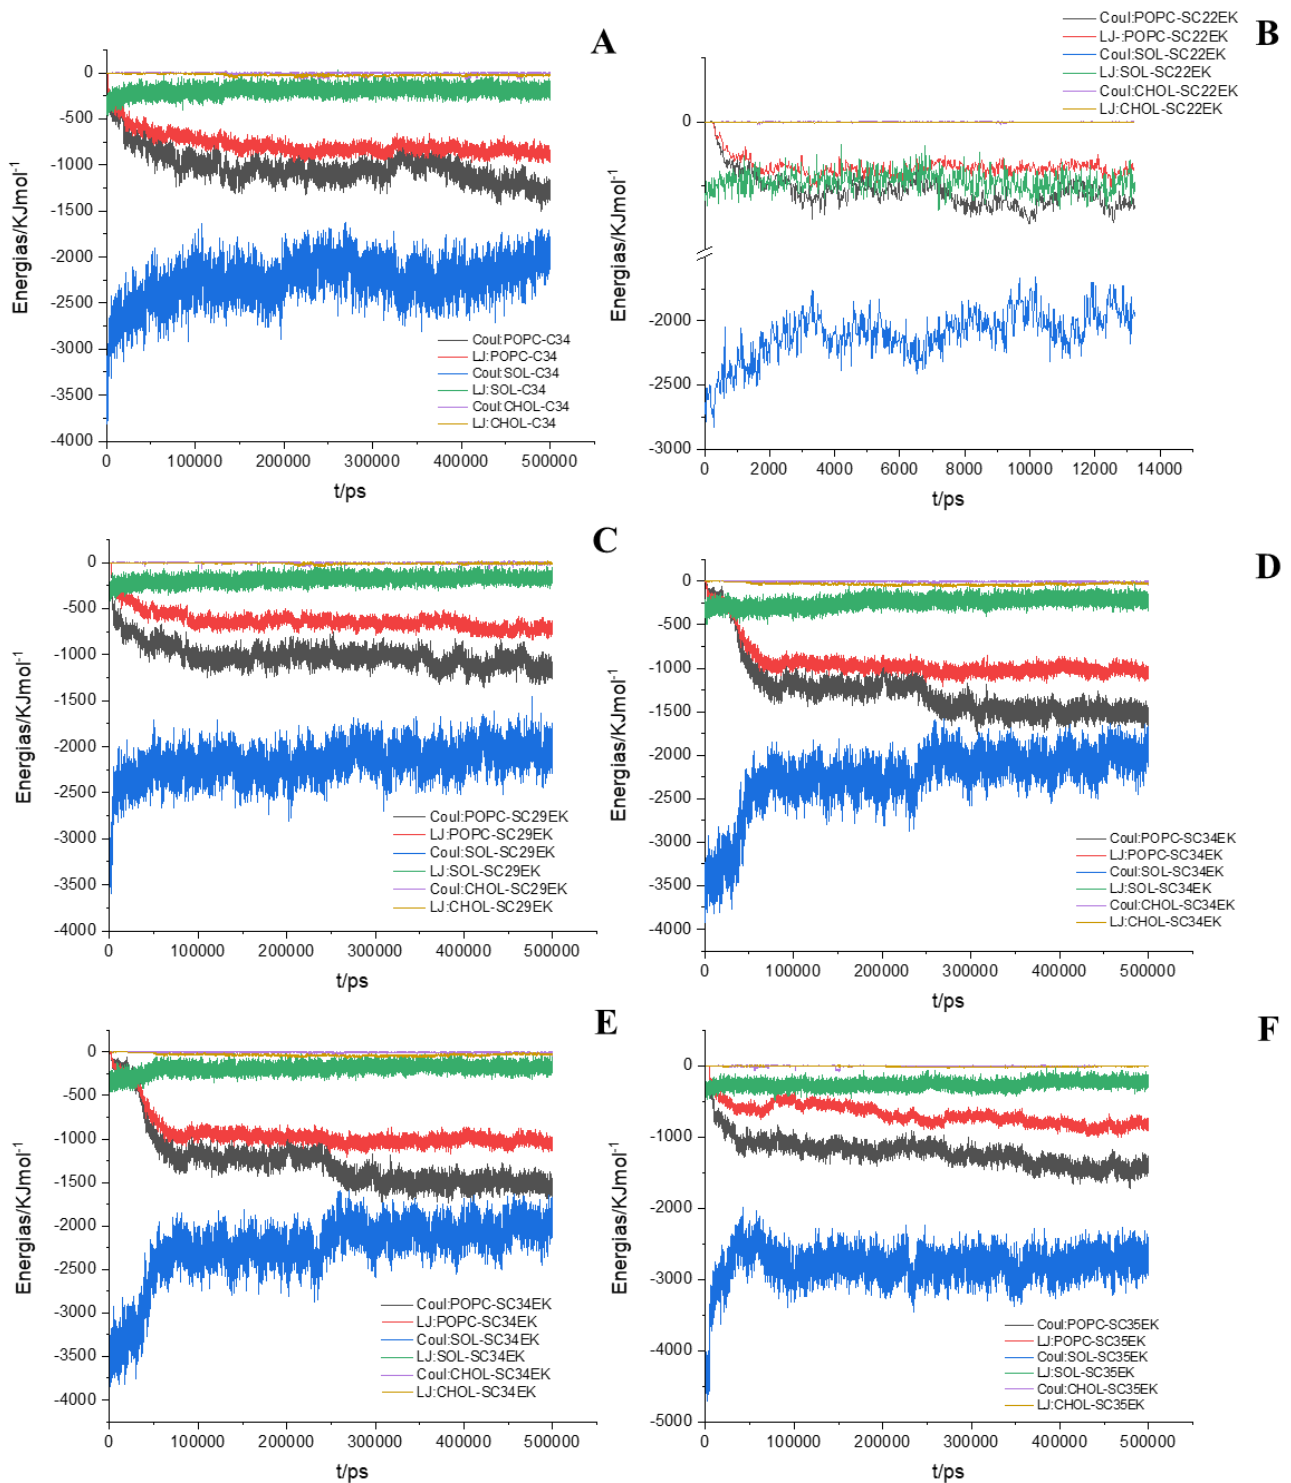 A
0
-500
-1000
-1500
-2000
-2500
-3000
-3500
-4000
Energias/KJmol⁻¹
Coul:POPC-C34
LJ:POPC-C34
Coul:SOL-C34
LJ:SOL-C34
Coul:CHOL-C34
LJ:CHOL-C34
0 100000 200000 300000 400000 500000
t/ps
B
Coul:POPC-SC22EK
LJ-:POPC-SC22EK
Coul:SOL-SC22EK
LJ:SOL-SC22EK
Coul:CHOL-SC22EK
LJ:CHOL-SC22EK
0
-2000
-2500
-3000
Energias/KJmol⁻¹
0 2000 4000 6000 8000 10000 12000 14000
t/ps
C
0
-500
-1000
-1500
-2000
-2500
-3000
-3500
-4000
Energias/KJmol⁻¹
Coul:POPC-SC29EK
LJ:POPC-SC29EK
Coul:SOL-SC29EK
LJ:SOL-SC29EK
Coul:CHOL-SC29EK
LJ:CHOL-SC29EK
0 100000 200000 300000 400000 500000
t/ps
D
0
-500
-1000
-1500
-2000
-2500
-3000
-3500
-4000
Energias/KJmol⁻¹
Coul:POPC-SC34EK
LJ:POPC-SC34EK
Coul:SOL-SC34EK
LJ:SOL-SC34EK
Coul:CHOL-SC34EK
LJ:CHOL-SC34EK
0 100000 200000 300000 400000 500000
t/ps
E
0
-500
-1000
-1500
-2000
-2500
-3000
-3500
-4000
Energias/KJmol⁻¹
Coul:POPC-SC34EK
LJ:POPC-SC34EK
Coul:SOL-SC34EK
LJ:SOL-SC34EK
Coul:CHOL-SC34EK
LJ:CHOL-SC34EK
0 100000 200000 300000 400000 500000
t/ps
F
0
-1000
-2000
-3000
-4000
-5000
Energias/KJmol⁻¹
Coul:POPC-SC35EK
LJ:POPC-SC35EK
Coul:SOL-SC35EK
LJ:SOL-SC35EK
Coul:CHOL-SC35EK
LJ:CHOL-SC35EK
0 100000 200000 300000 400000 500000
t/ps